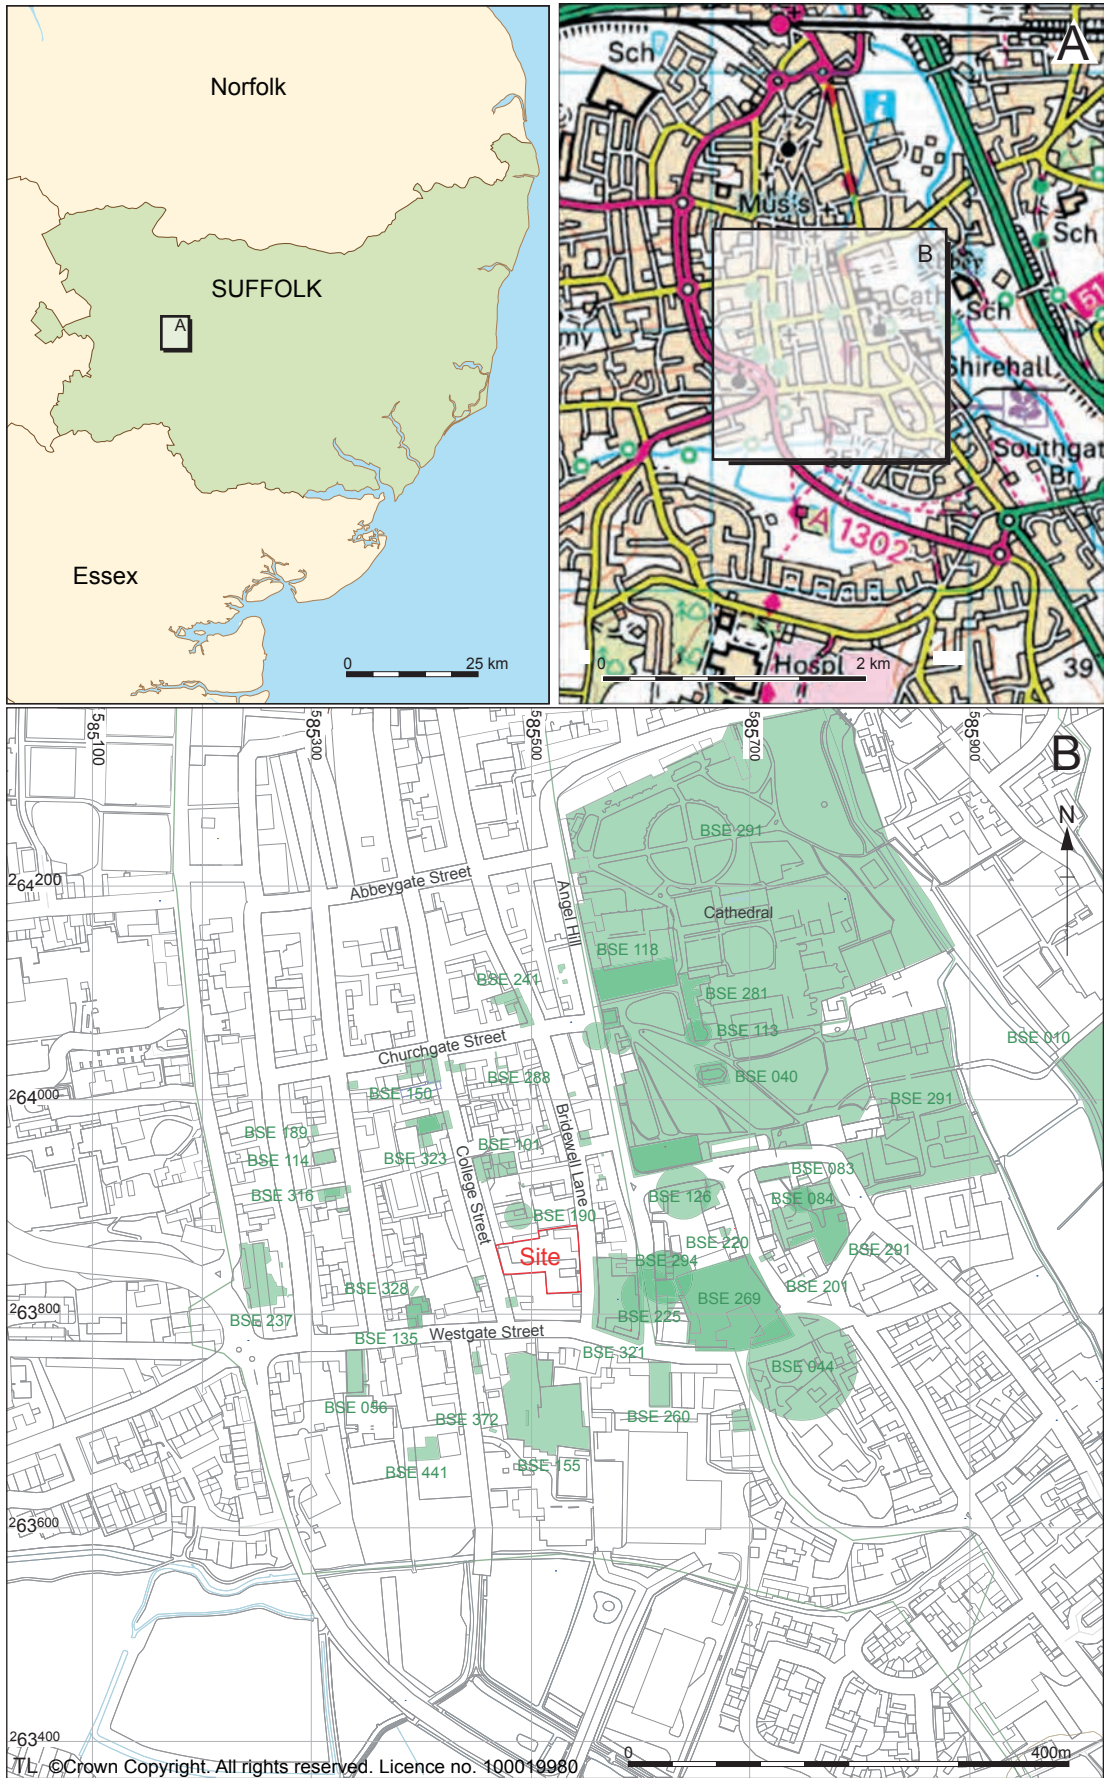 Norfolk
SUFFOLK
A
Essex
0 25 km
A
Sch
Mus's
TH
B
Cath
Sch
Sch
51
my
Shirehall
Southgat
Br
35
A 1302
Hospl
39
0 2 km
585100
585300
585500
585700
585900
B
N
BSE 291
264200
Abbeygate Street
Angel Hill
Cathedral
BSE 118
BSE 241
BSE 281
BSE 113
BSE 010
Churchgate Street
BSE 288
BSE 040
BSE 150
264000
BSE 291
Bridewell Lane
BSE 189
BSE 101
BSE 114
BSE 323
College Street
BSE 083
BSE 316
BSE 126
BSE 084
BSE 190
BSE 220
Site
BSE 291
BSE 294
BSE 328
BSE 201
BSE 269
263800
BSE 237
BSE 225
BSE 135
Westgate Street
BSE 321
BSE 044
BSE 056
BSE 372
BSE 260
BSE 441
BSE 155
263600
263400
TL ©Crown Copyright. All rights reserved. Licence no. 100019980
0 400m